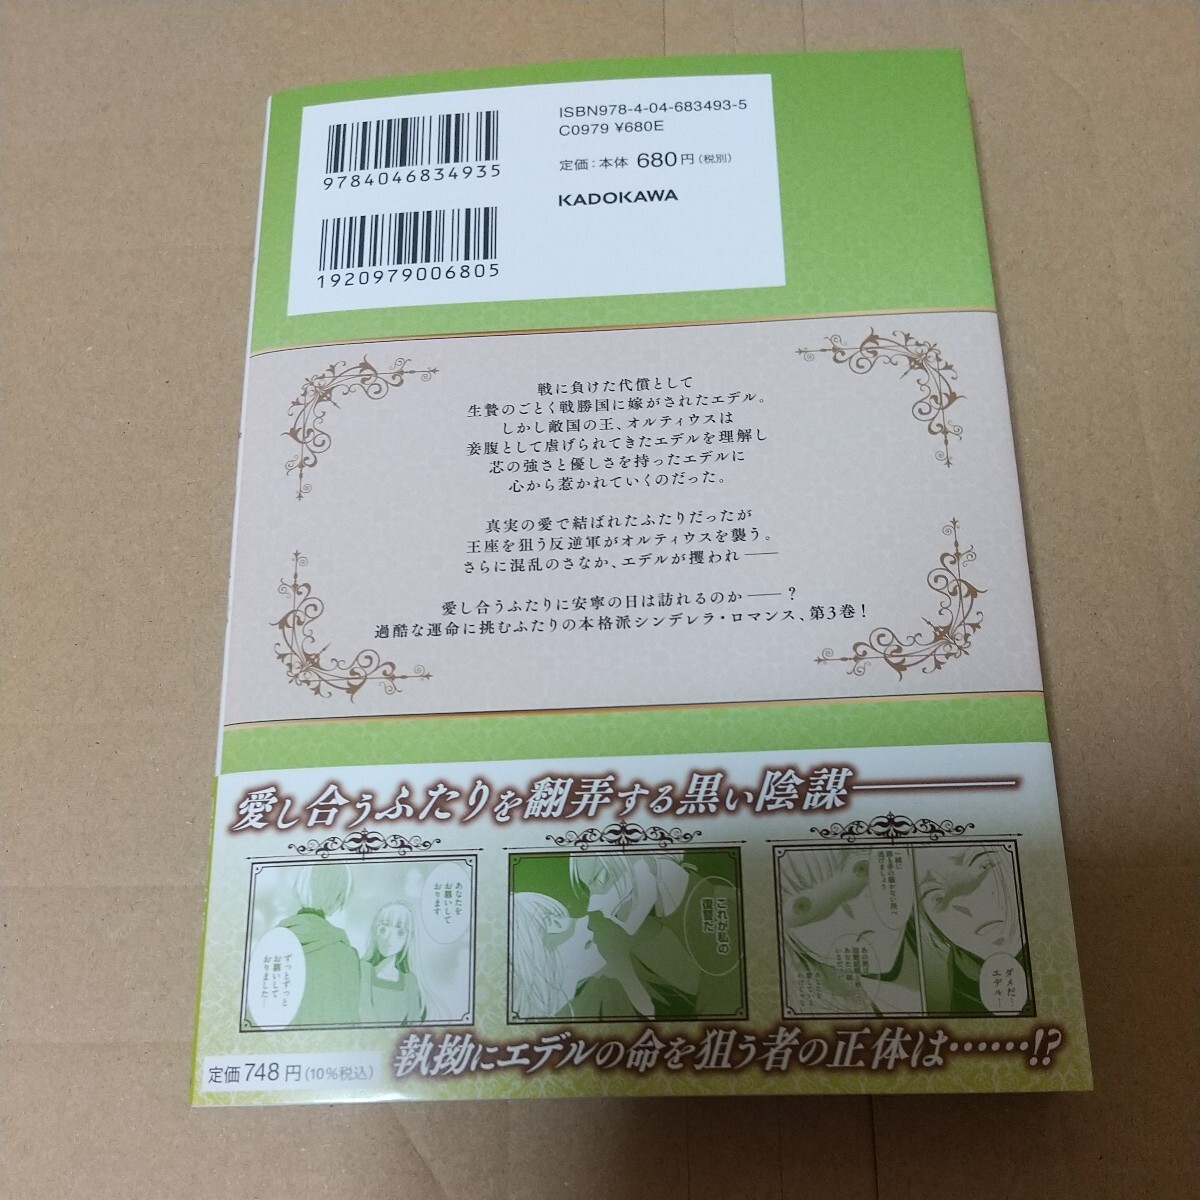 ISBN978-4-04-683493-5
C0979 ¥680E
定価：本体 680円（税別）
KADOKAWA
9784046834935
1920979006805
戦に負けた代償として
生贄のごとく戦勝国に嫁がされたエデル。
しかし敵国の王、オルティウスは
妾腹として虐げられてきたエデルを理解し
芯の強さと優しさを持ったエデルに
心から惹かれていくのだった。
真実の愛で結ばれたふたりだったが
王座を狙う反逆軍がオルティウスを襲う。
さらに混乱のさなか、エデルが攫われ——
愛し合うふたりに安寧の日は訪れるのか——？
過酷な運命に挑むふたりの本格派シンデレラ・ロマンス、第3巻！
愛し合うふたりを翻弄する黒い陰謀——
あなたを
お慕いして
おります
ずっとずっと
お慕いして
おりました…
これが私の
復讐だ
ダメだ…
エデル…
執拗にエデルの命を狙う者の正体は……!?
定価748円（10％税込）